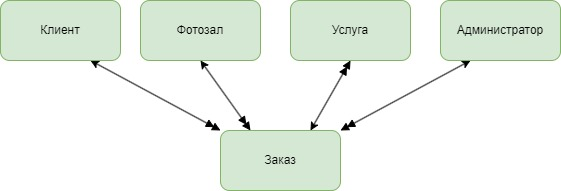 Клиент
Фотозал
Услуга
Администратор
Заказ